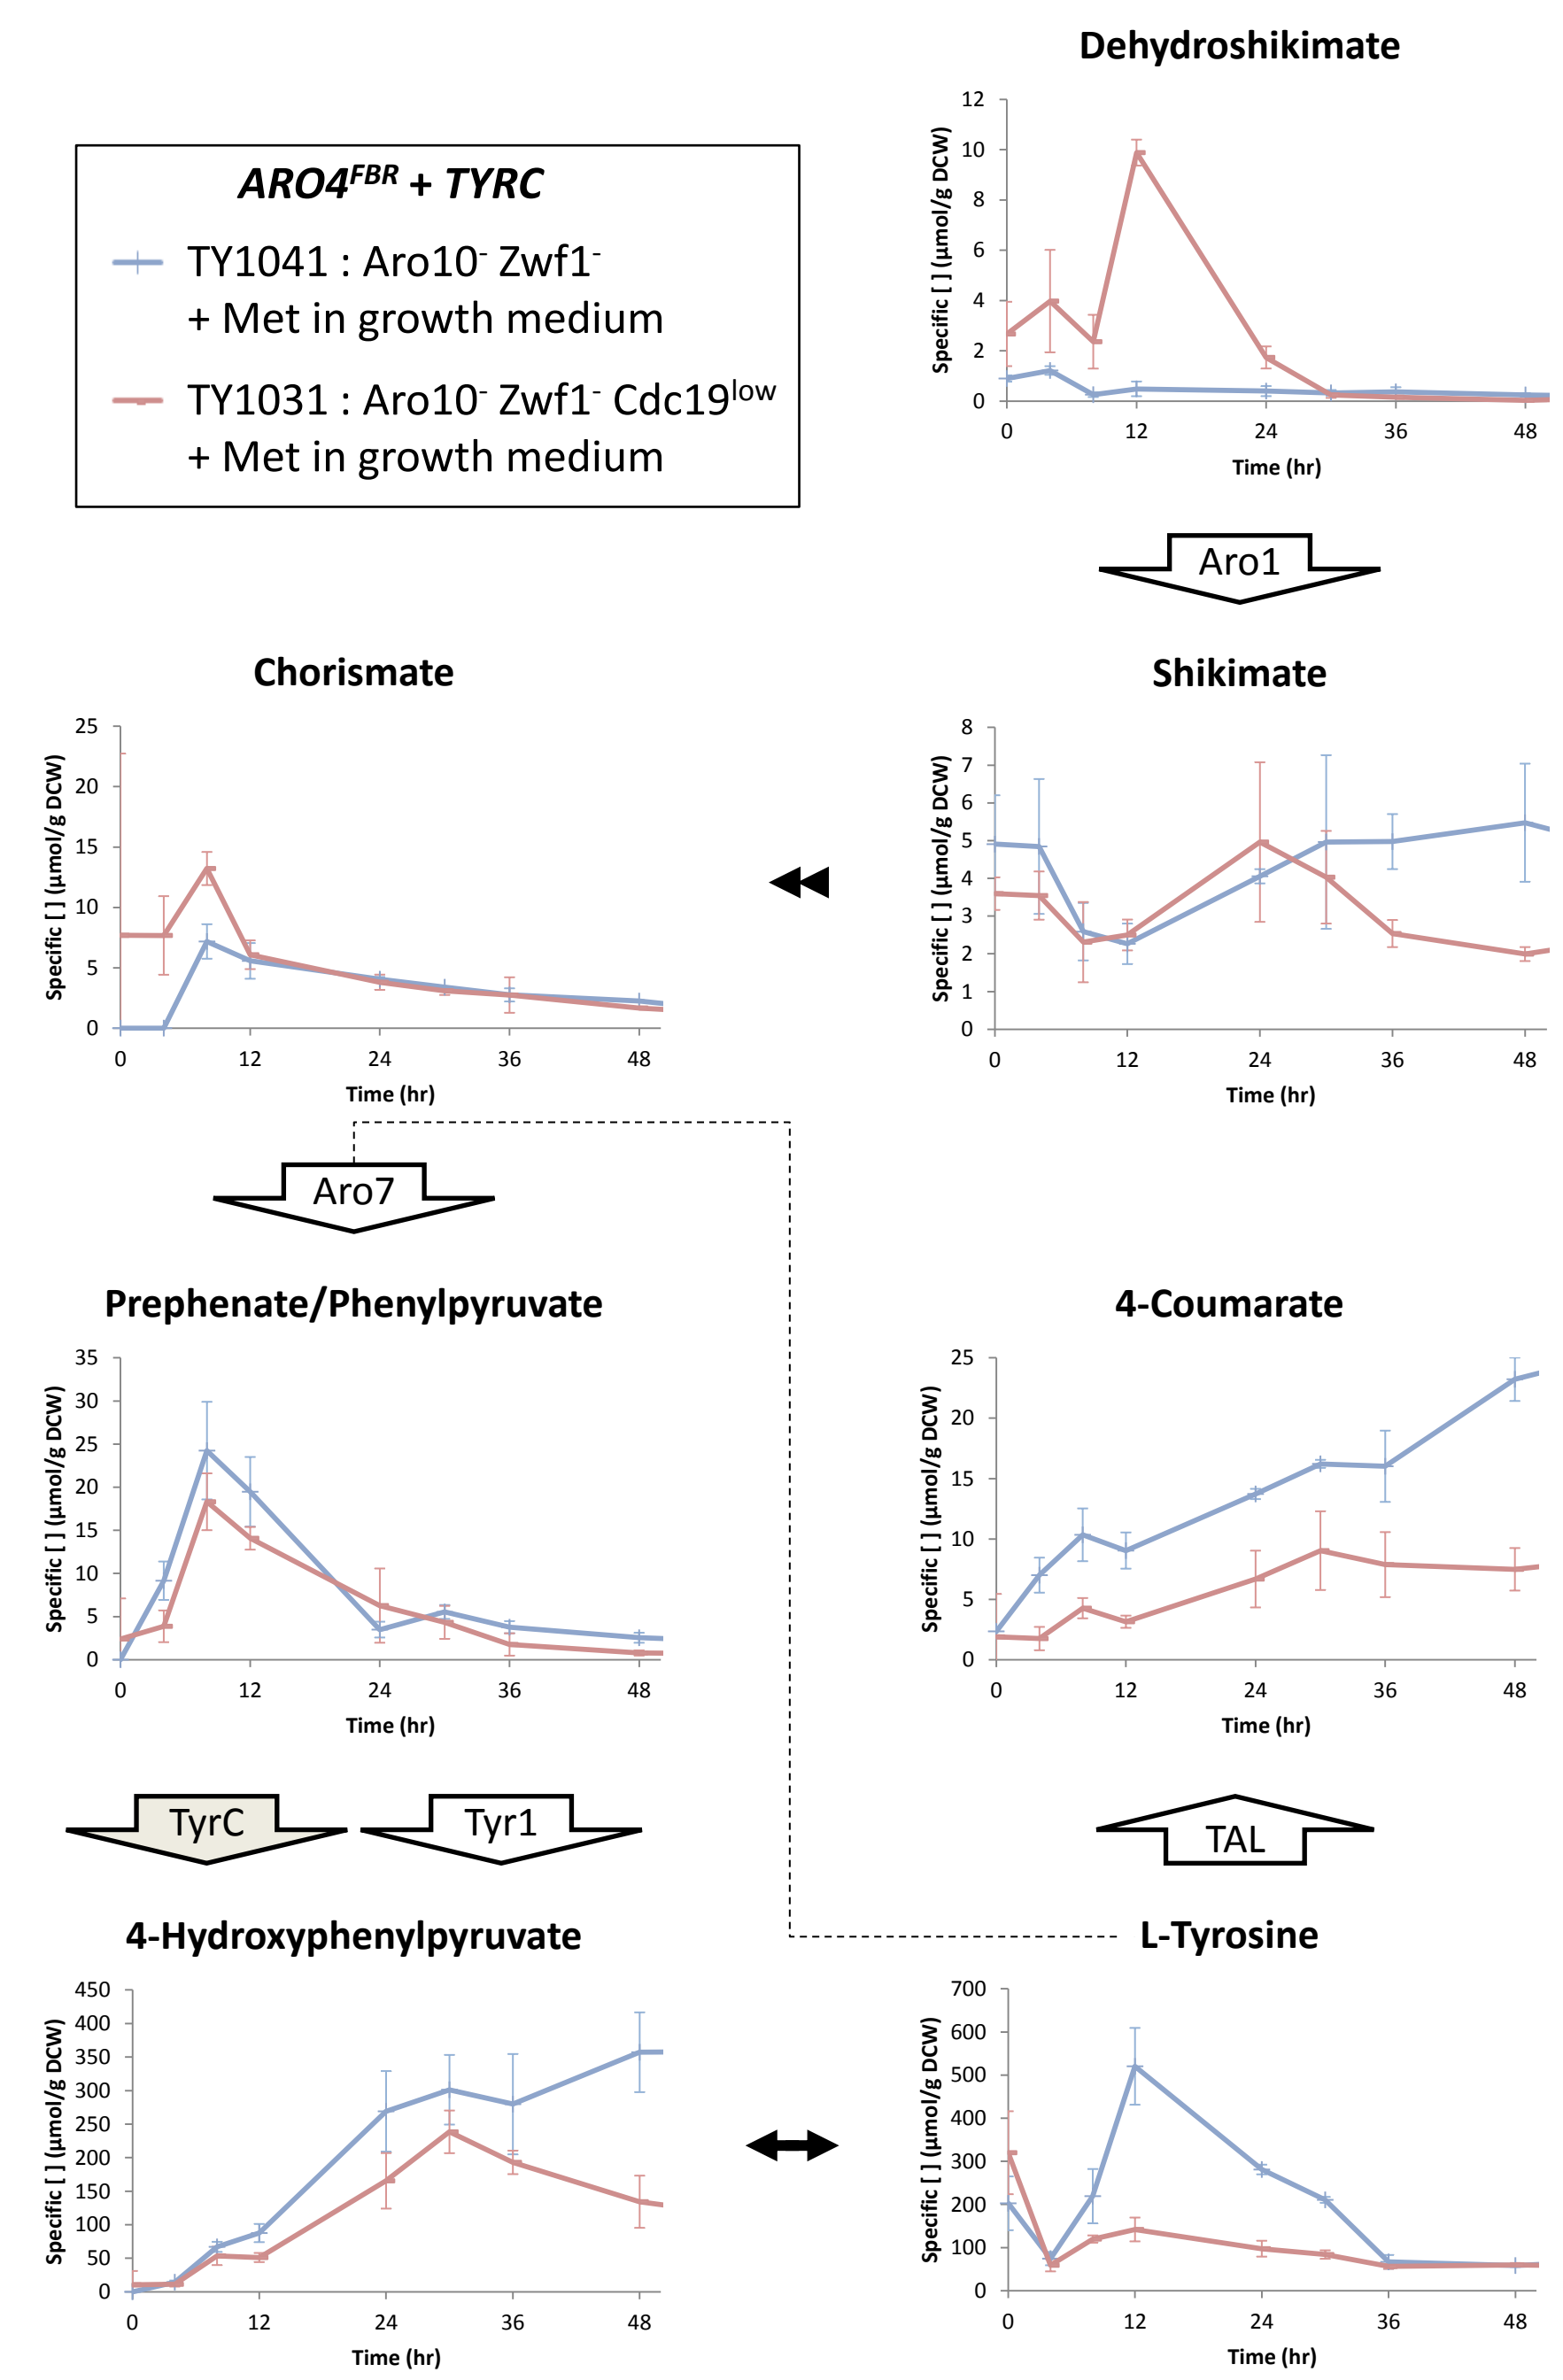 Dehydroshikimate
12
10
8
6
4
2
0
Specific [ ] (µmol/g DCW)
0 12 24 36 48
Time (hr)
ARO4FBR + TYRC
TY1041 : Aro10- Zwf1-
+ Met in growth medium
TY1031 : Aro10- Zwf1- Cdc19low
+ Met in growth medium
Aro1
Chorismate
25
20
15
10
5
0
Specific [ ] (µmol/g DCW)
0 12 24 36 48
Time (hr)
Shikimate
8
7
6
5
4
3
2
1
0
Specific [ ] (µmol/g DCW)
0 12 24 36 48
Time (hr)
Aro7
Prephenate/Phenylpyruvate
35
30
25
20
15
10
5
0
Specific [ ] (µmol/g DCW)
0 12 24 36 48
Time (hr)
4-Coumarate
25
20
15
10
5
0
Specific [ ] (µmol/g DCW)
0 12 24 36 48
Time (hr)
TyrC
Tyr1
TAL
4-Hydroxyphenylpyruvate
450
400
350
300
250
200
150
100
50
0
Specific [ ] (µmol/g DCW)
0 12 24 36 48
Time (hr)
L-Tyrosine
700
600
500
400
300
200
100
0
Specific [ ] (µmol/g DCW)
0 12 24 36 48
Time (hr)